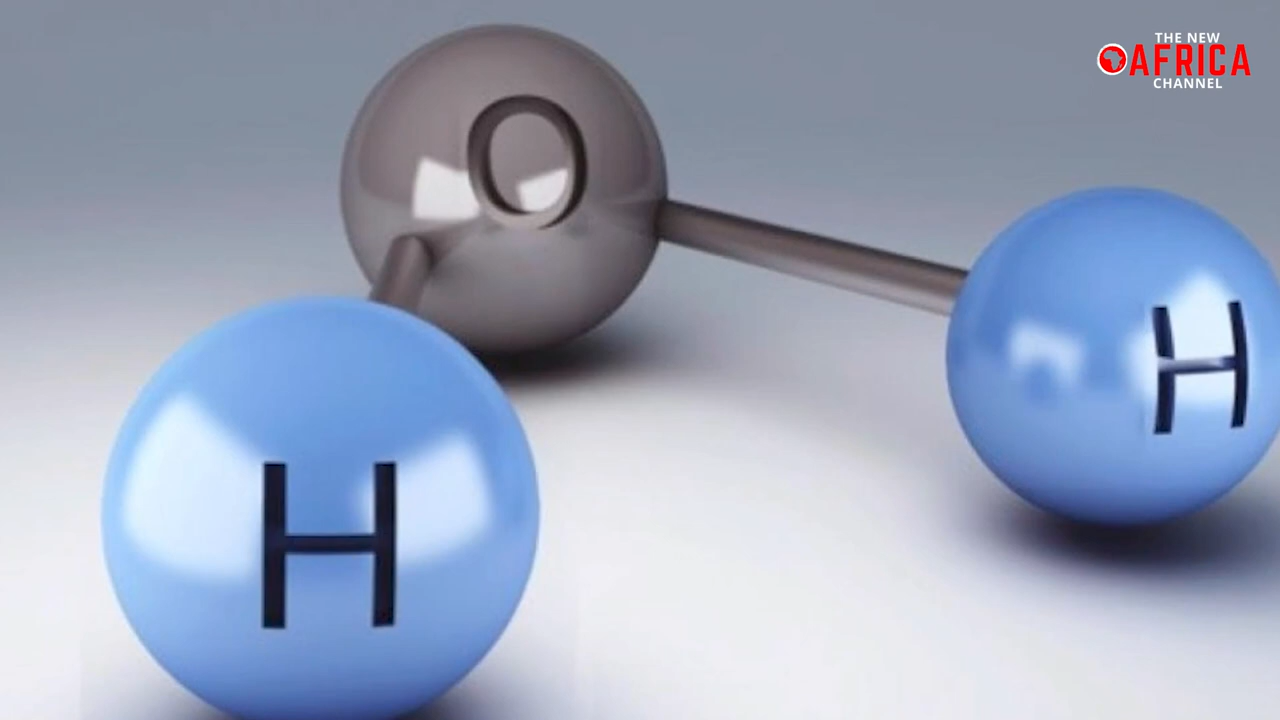 THE NEW
AFRICA
CHANNEL
O
H
H